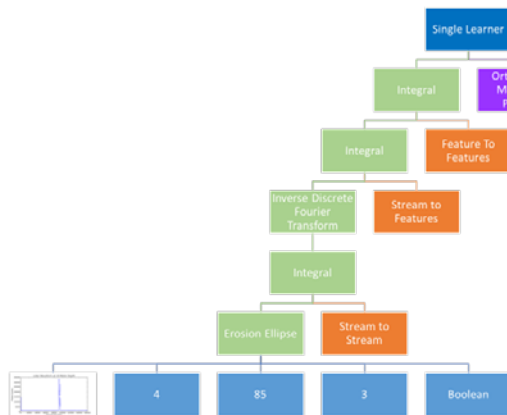 Single Learner
Integral
Integral
Feature To
Features
Inverse Discrete
Fourier
Transform
Stream to
Features
Integral
Erosion Ellipse
Stream to
Stream
4
85
3
Boolean